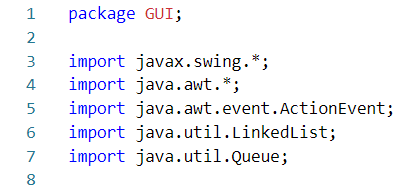 1 package GUI;
2
3 import javax.swing.*;
4 import java.awt.*;
5 import java.awt.event.ActionEvent;
6 import java.util.LinkedList;
7 import java.util.Queue;
8